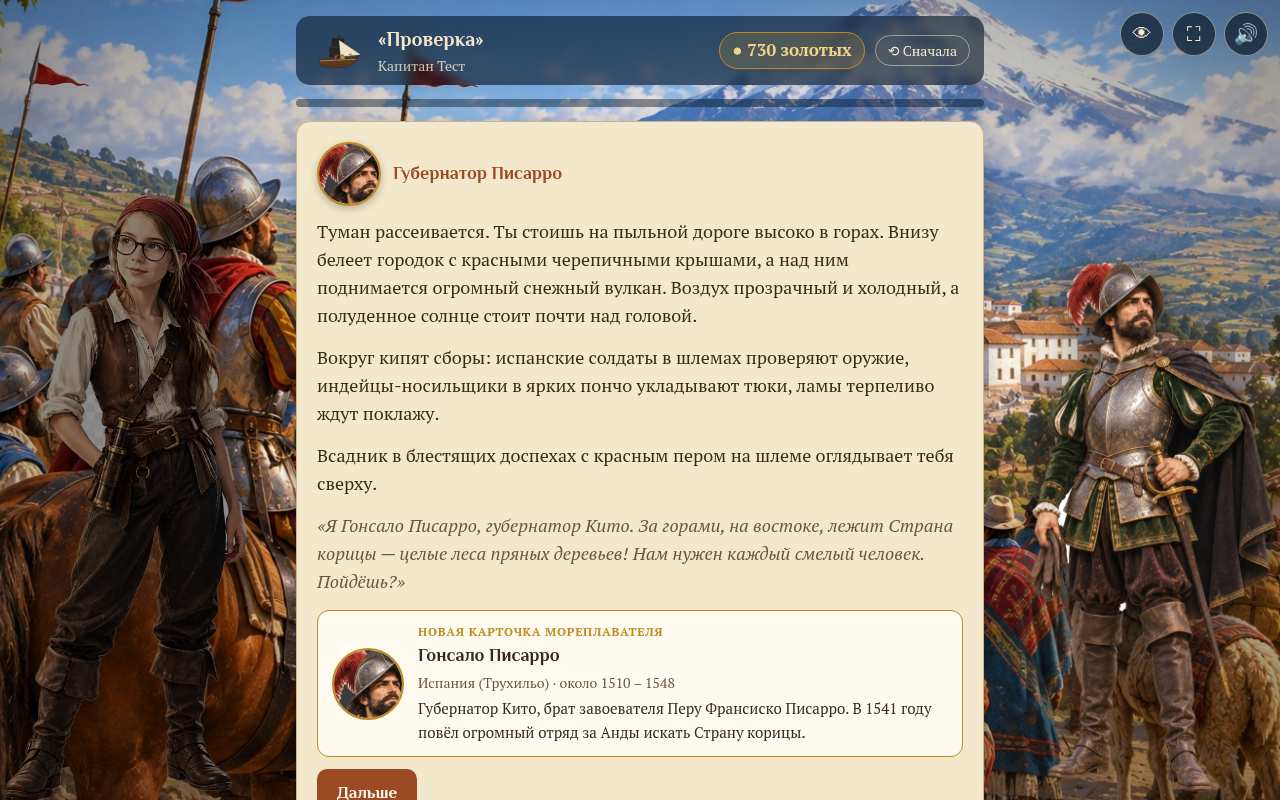 «Проверка»
Капитан Тест
● 730 золотых
⟲ Сначала
Губернатор Писарро
Туман рассеивается. Ты стоишь на пыльной дороге высоко в горах. Внизу
белеет городок с красными черепичными крышами, а над ним
поднимается огромный снежный вулкан. Воздух прозрачный и холодный, а
полуденное солнце стоит почти над головой.
Вокруг кипят сборы: испанские солдаты в шлемах проверяют оружие,
индейцы-носильщики в ярких пончо укладывают тюки, ламы терпеливо
ждут поклажу.
Всадник в блестящих доспехах с красным пером на шлеме оглядывает тебя
сверху.
«Я Гонсало Писарро, губернатор Кито. За горами, на востоке, лежит Страна
корицы — целые леса пряных деревьев! Нам нужен каждый смелый человек.
Пойдёшь?»
НОВАЯ КАРТОЧКА МОРЕПЛАВАТЕЛЯ
Гонсало Писарро
Испания (Трухильо) · около 1510 – 1548
Губернатор Кито, брат завоевателя Перу Франсиско Писарро. В 1541 году
повёл огромный отряд за Анды искать Страну корицы.
Дальше